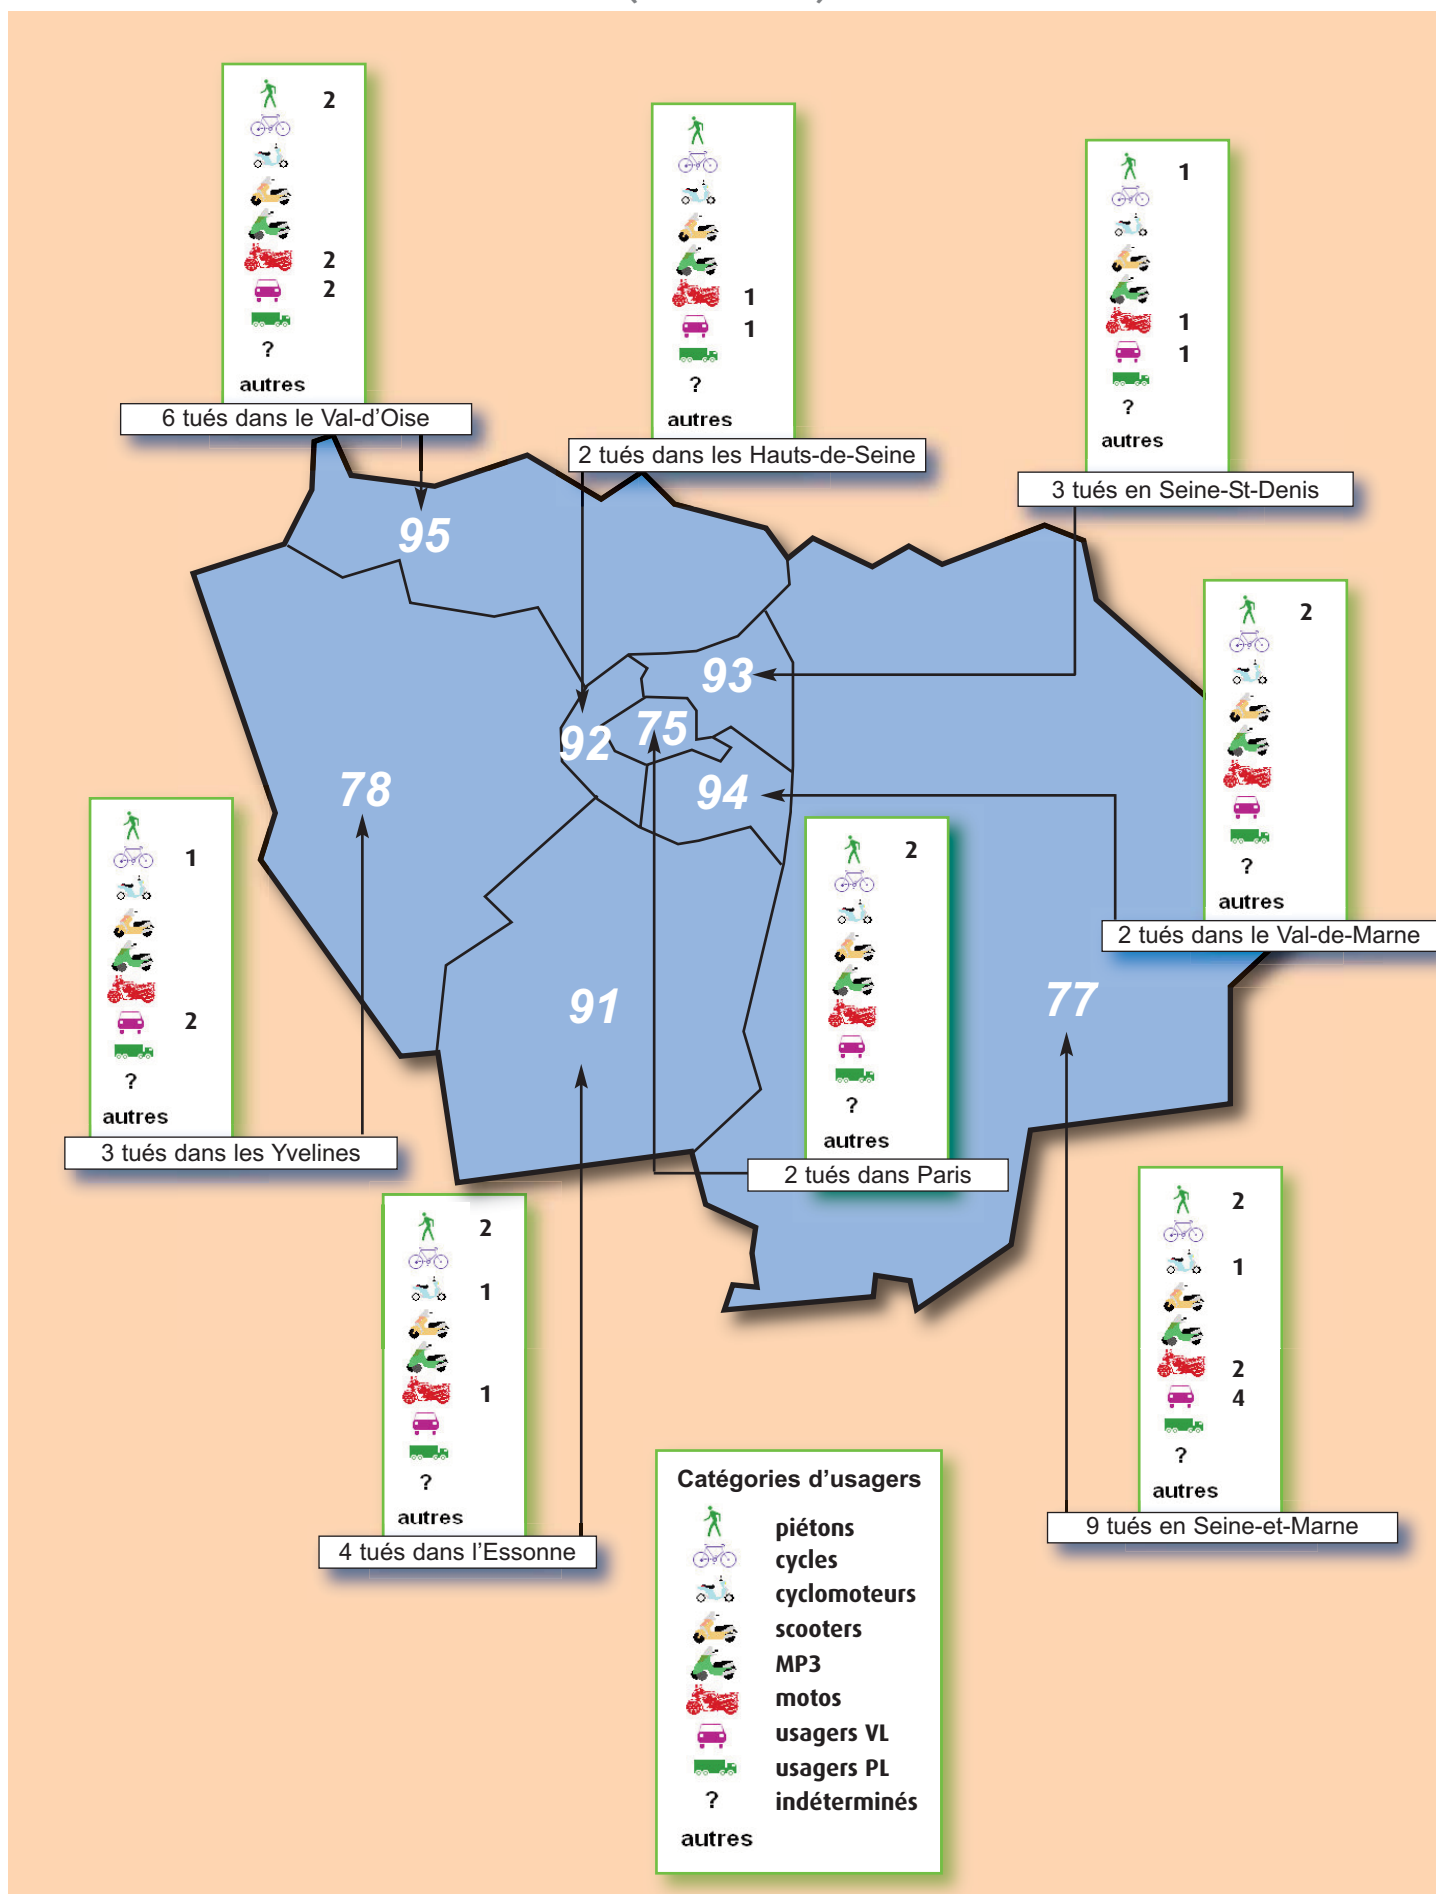 2
2
2
?
autres
6 tués dans le Val-d'Oise
1
1
?
autres
2 tués dans les Hauts-de-Seine
1
1
1
?
autres
3 tués en Seine-St-Denis
95
93
92
75
94
78
91
77
2
?
autres
2 tués dans le Val-de-Marne
1
2
?
autres
3 tués dans les Yvelines
2
?
autres
2 tués dans Paris
2
1
1
?
autres
4 tués dans l'Essonne
2
1
2
4
?
autres
9 tués en Seine-et-Marne
Catégories d'usagers
piétons
cycles
cyclomoteurs
scooters
MP3
motos
usagers VL
usagers PL
? indéterminés
autres